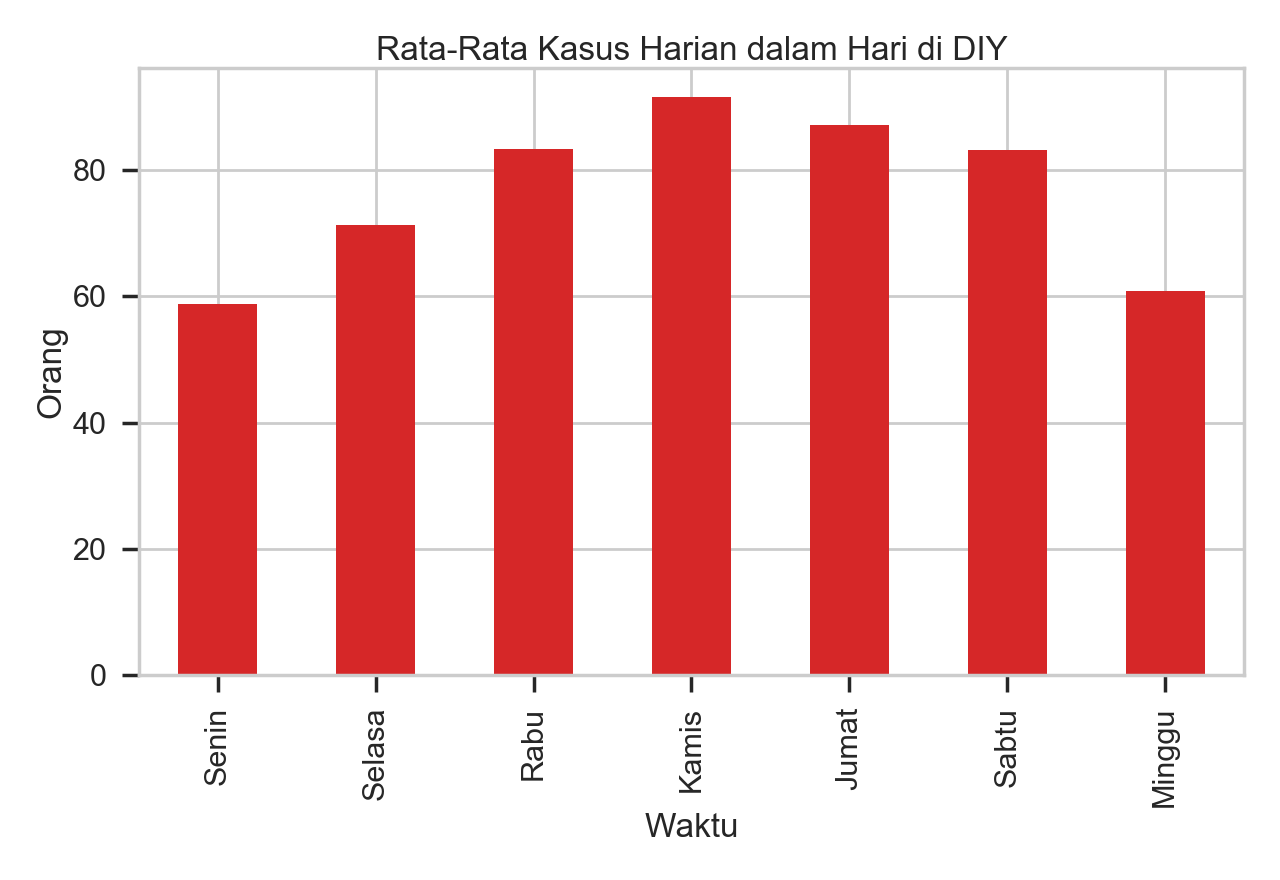 Rata-Rata Kasus Harian dalam Hari di DIY
Orang
80
60
40
20
0
Senin
Selasa
Rabu
Kamis
Jumat
Sabtu
Minggu
Waktu